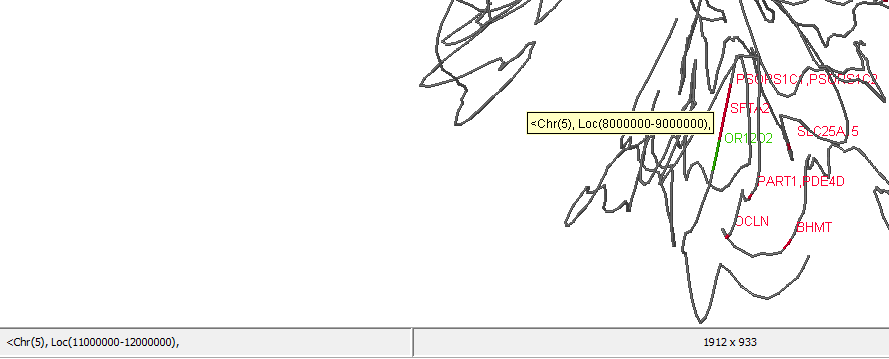 PSORS1C1,PSORS1C2
SFTA2
<Chr(5), Loc(8000000-9000000),
SLC25A15
OR12D2
PART1,PDE4D
OCLN
BHMT
<Chr(5), Loc(11000000-12000000),
1912 x 933